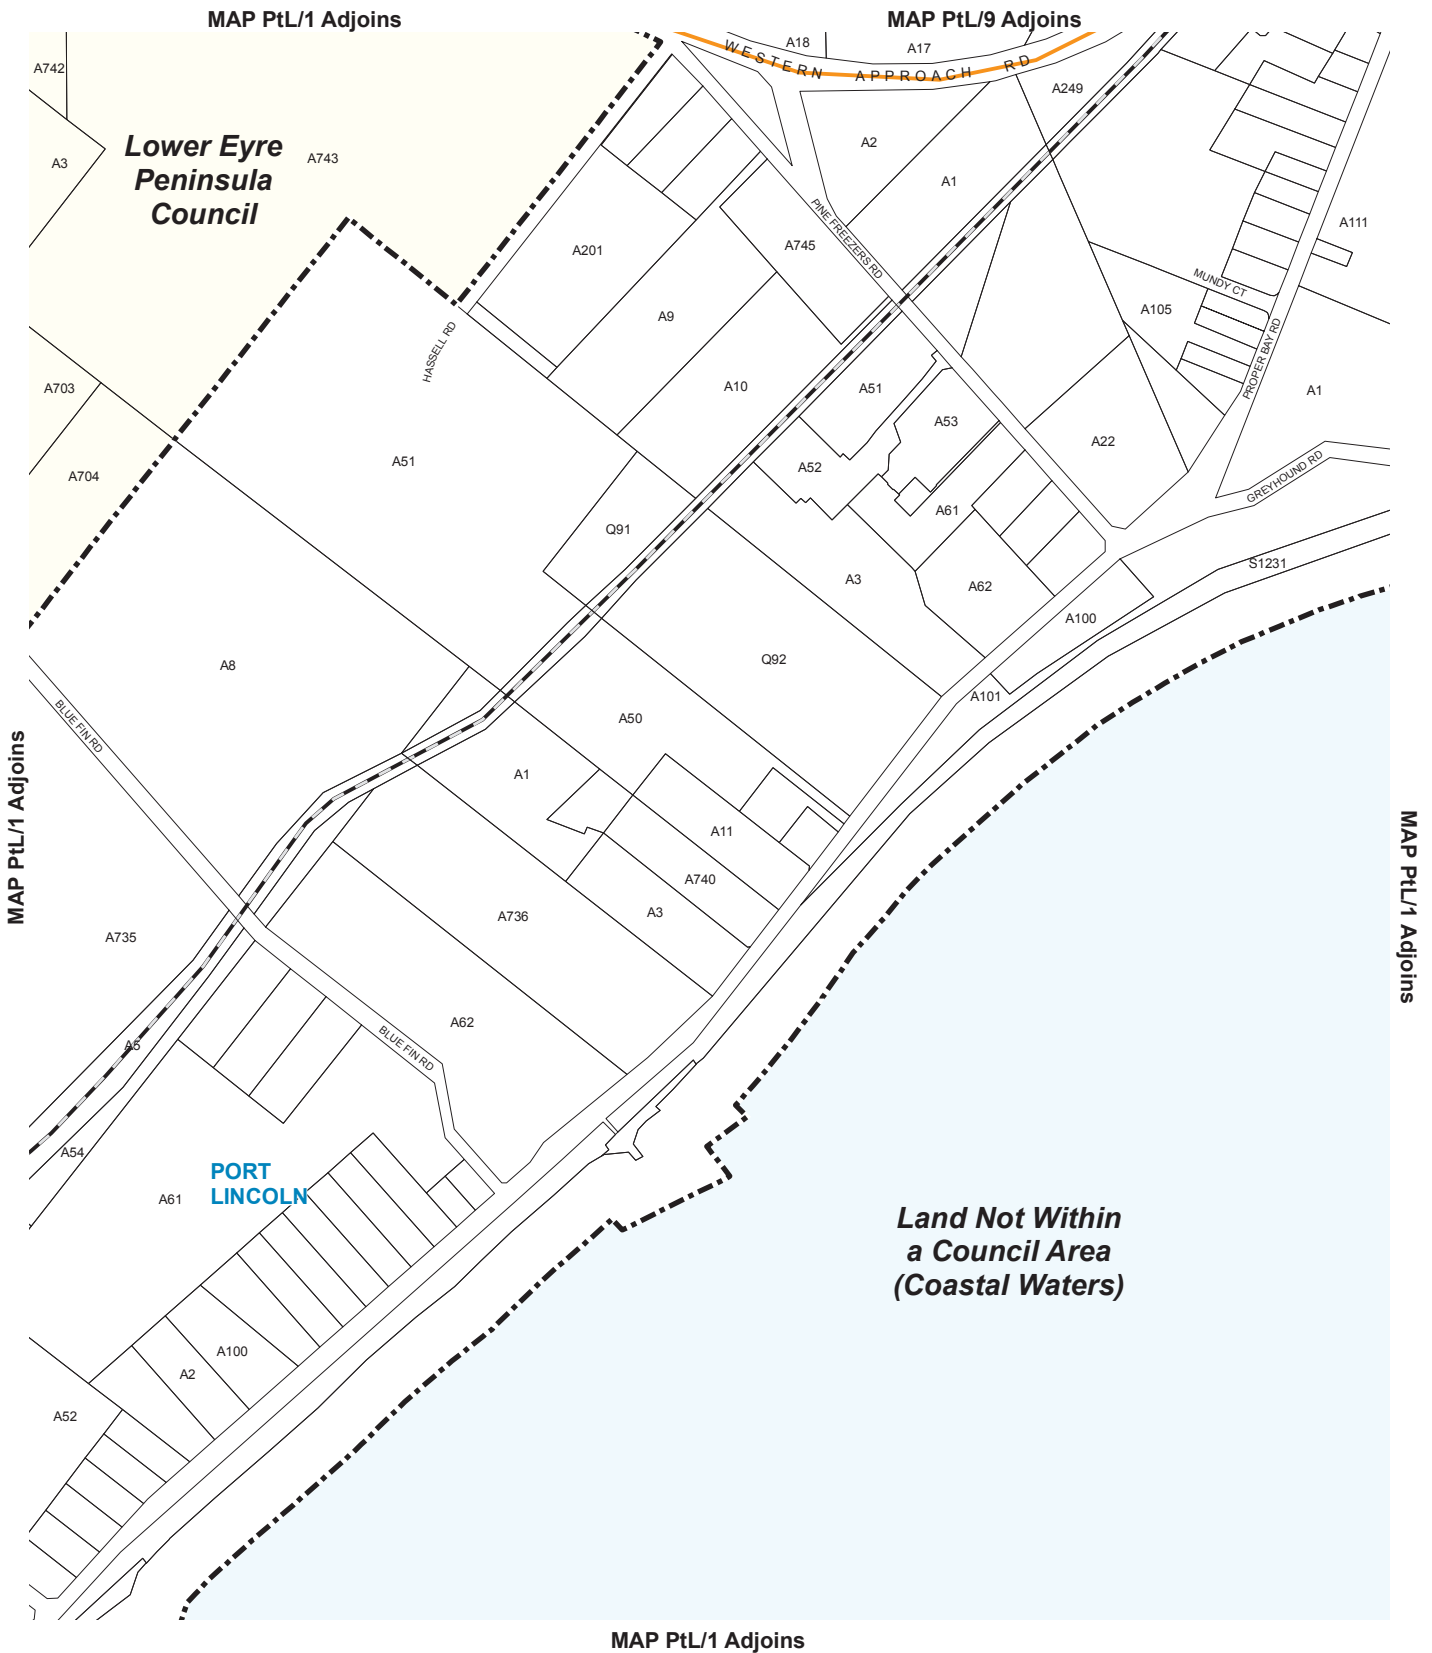 MAP PtL/1 Adjoins
MAP PtL/9 Adjoins
A18
A17
WESTERN APPROACH RD
A742
A249
A3
Lower Eyre
Peninsula
Council
A743
A2
A1
PINE FREEZERS RD
A111
A201
A745
MUNDY CT
A105
A9
HASSELL RD
PROPER BAY RD
A703
A10
A51
A1
A53
A22
A51
A52
A704
GREYHOUND RD
A61
Q91
S1231
A3
A62
A100
A8
Q92
A101
BLUE FIN RD
A50
A1
MAP PtL/1 Adjoins
A11
A740
MAP PtL/1 Adjoins
A3
A736
A735
A62
A5
BLUE FIN RD
A54
PORT
LINCOLN
A61
Land Not Within
a Council Area
(Coastal Waters)
A100
A2
A52
MAP PtL/1 Adjoins